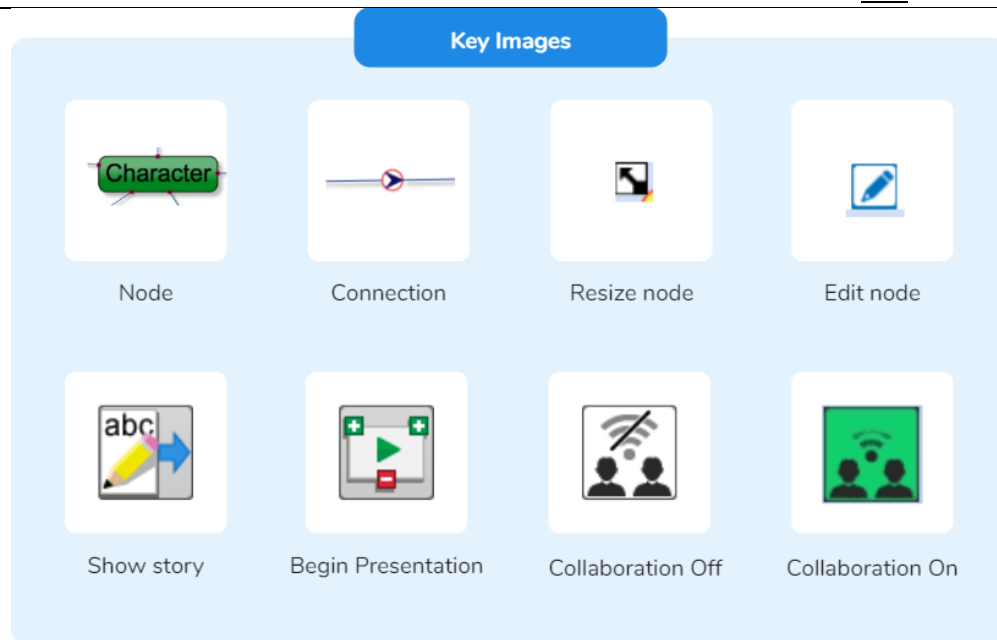 Key Images
Character
Node
Connection
Resize node
Edit node
abc
Show story
Begin Presentation
Collaboration Off
Collaboration On